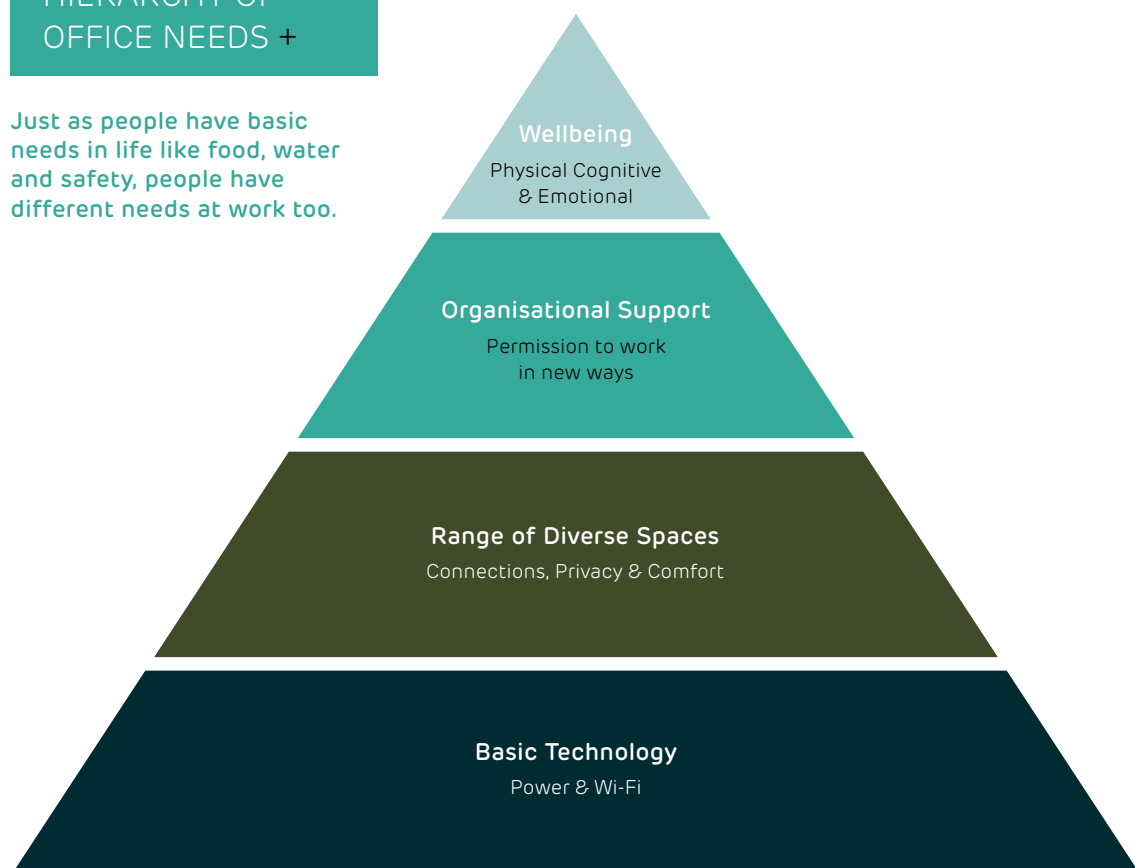 HIERARCHY OF
OFFICE NEEDS +
Just as people have basic
needs in life like food, water
and safety, people have
different needs at work too.
Wellbeing
Physical Cognitive
& Emotional
Organisational Support
Permission to work
in new ways
Range of Diverse Spaces
Connections, Privacy & Comfort
Basic Technology
Power & Wi-Fi